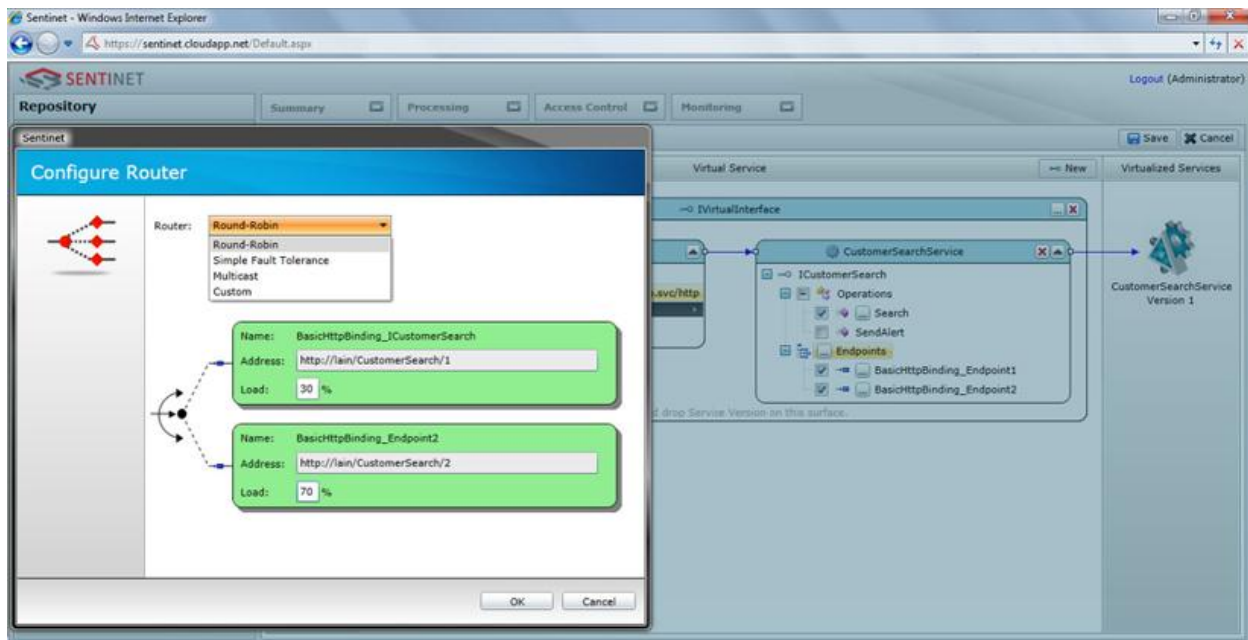 Sentinet - Windows Internet Explorer
https://sentinet.cloudapp.net/Default.aspx
SENTINET
Logout (Administrator)
Repository
Summary
Processing
Access Control
Monitoring
Sentinet
Save
Cancel
Configure Router
Virtual Service
New
Virtualized Services
Router:
Round-Robin
Round-Robin
Simple Fault Tolerance
Multicast
Custom
Name: BasicHttpBinding_ICustomerSearch
Address: http://lain/CustomerSearch/1
Load: 30 %
Name: BasicHttpBinding_Endpoint2
Address: http://lain/CustomerSearch/2
Load: 70 %
OK
Cancel
IVirtualInterface
.svc/http
CustomerSearchService
ICustomerSearch
Operations
Search
SendAlert
Endpoints
BasicHttpBinding_Endpoint1
BasicHttpBinding_Endpoint2
drop Service Version on this surface.
CustomerSearchService
Version 1